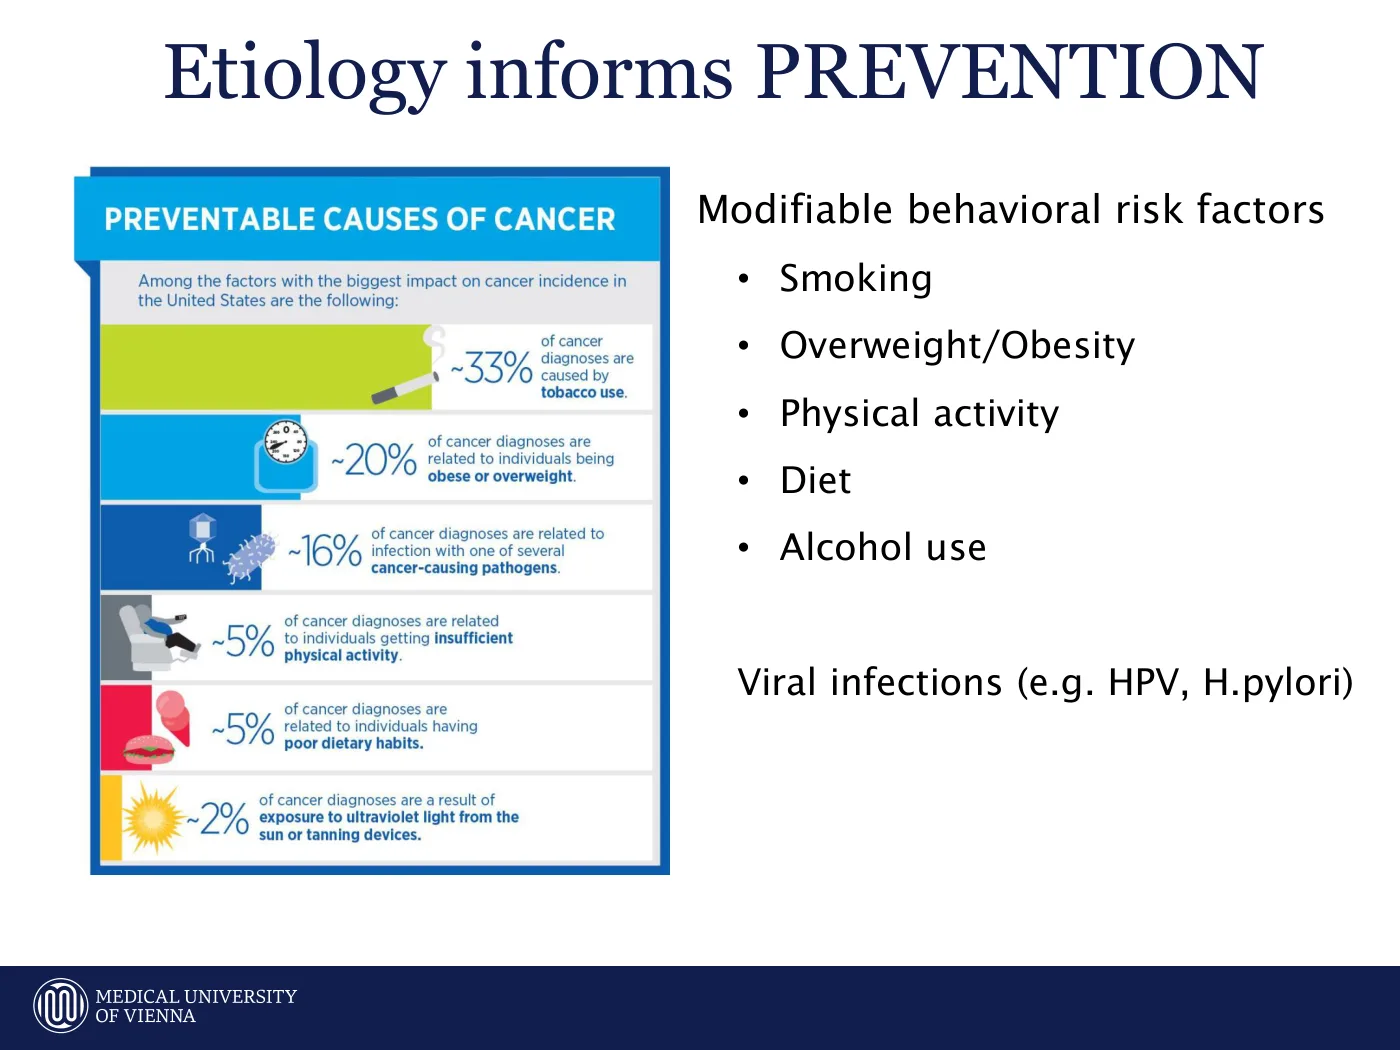 Etiology informs PREVENTION
PREVENTABLE CAUSES OF CANCER
Among the factors with the biggest impact on cancer incidence in
the United States are the following:
~33%
of cancer
diagnoses are
caused by
tobacco use.
~20%
of cancer diagnoses are
related to individuals being
obese or overweight.
~16%
of cancer diagnoses are related to
infection with one of several
cancer-causing pathogens.
~5%
of cancer diagnoses are related
to individuals getting insufficient
physical activity.
~5%
of cancer diagnoses are
related to individuals having
poor dietary habits.
~2%
of cancer diagnoses are a result of
exposure to ultraviolet light from the
sun or tanning devices.
Modifiable behavioral risk factors
• Smoking
• Overweight/Obesity
• Physical activity
• Diet
• Alcohol use
Viral infections (e.g. HPV, H.pylori)
MEDICAL UNIVERSITY
OF VIENNA